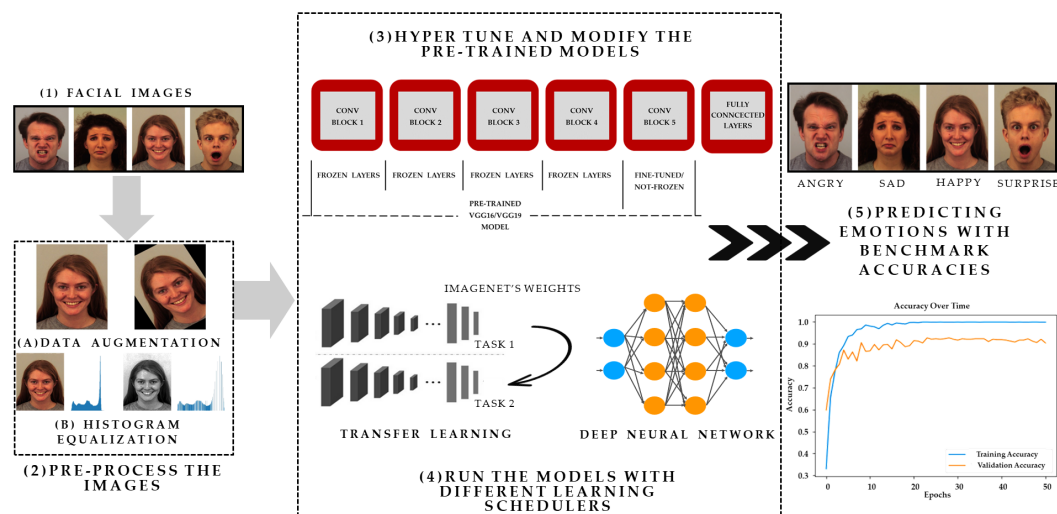 (1) FACIAL IMAGES
(A)DATA AUGMENTATION
(B) HISTOGRAM
EQUALIZATION
(2)PRE-PROCESS THE
IMAGES
(3)HYPER TUNE AND MODIFY THE
PRE-TRAINED MODELS
CONV
BLOCK 1
CONV
BLOCK 2
CONV
BLOCK 3
CONV
BLOCK 4
CONV
BLOCK 5
FULLY
CONNCECTED
LAYERS
FROZEN LAYERS
FROZEN LAYERS
FROZEN LAYERS
FROZEN LAYERS
FINE-TUNED/
NOT-FROZEN
PRE-TRAINED
VGG16/VGG19
MODEL
IMAGENET'S WEIGHTS
TASK 1
TASK 2
TRANSFER LEARNING
DEEP NEURAL NETWORK
(4)RUN THE MODELS WITH
DIFFERENT LEARNING
SCHEDULERS
ANGRY SAD HAPPY SURPRISE
(5)PREDICTING
EMOTIONS WITH
BENCHMARK
ACCURACIES
Accuracy Over Time
Accuracy
1.0
0.9
0.8
0.7
0.6
0.5
0.4
0.3
Training Accuracy
Validation Accuracy
0 10 20 30 40 50
Epochs